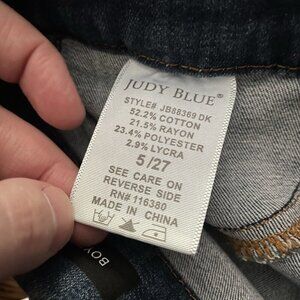 JUDY BLUE®
STYLE# JB88369 DK
52.2% COTTON
21.5% RAYON
23.4% POLYESTER
2.9% LYCRA
5/27
SEE CARE ON
REVERSE SIDE
RN# 116380
MADE IN CHINA
BOY